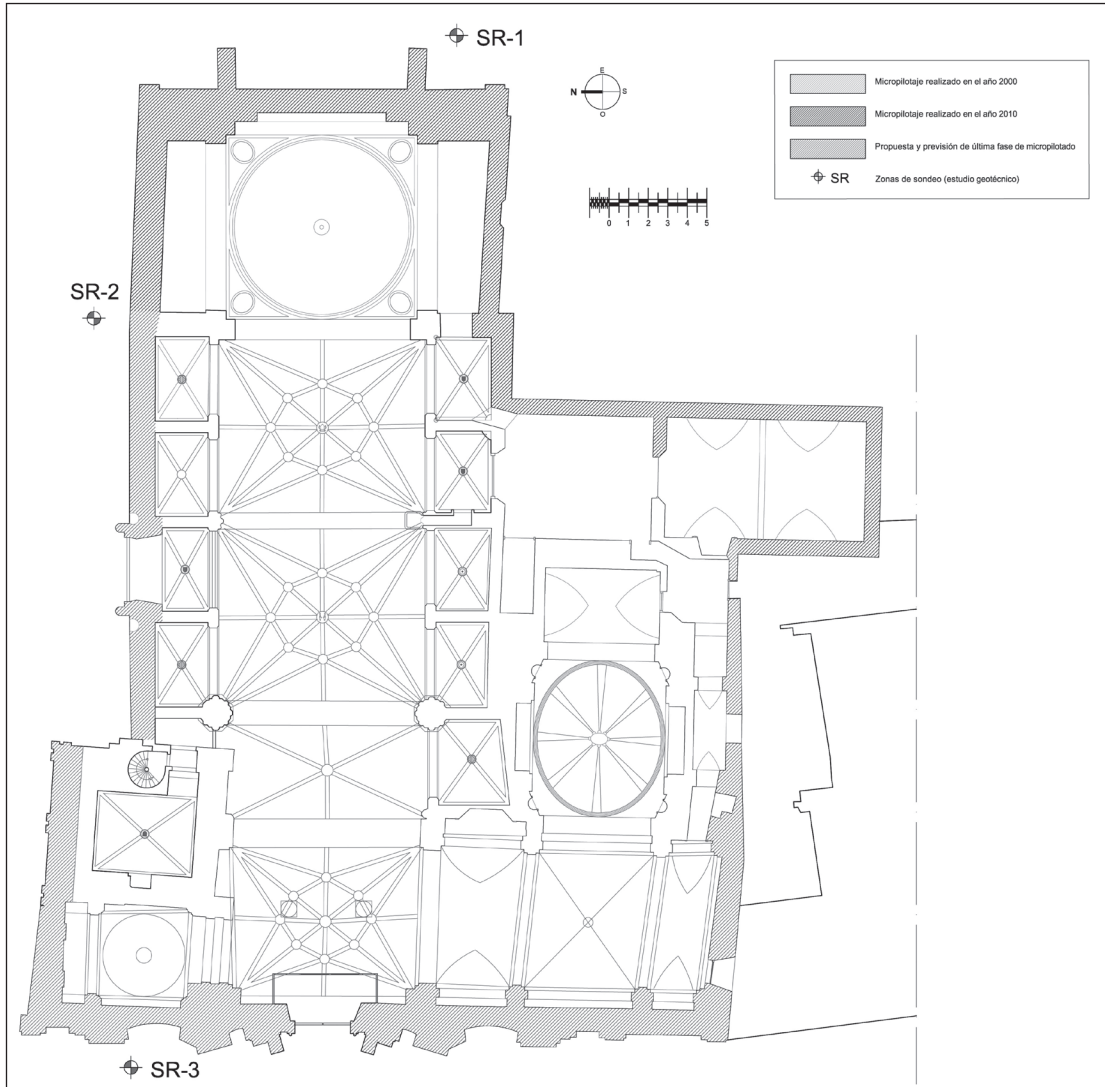 SR-1
E
N
S
O
Micropilotaje realizado en el año 2000
Micropilotaje realizado en el año 2010
Propuesta y previsión de última fase de micropilotado
SR
Zonas de sondeo (estudio geotécnico)
0 1 2 3 4 5
SR-2
SR-3